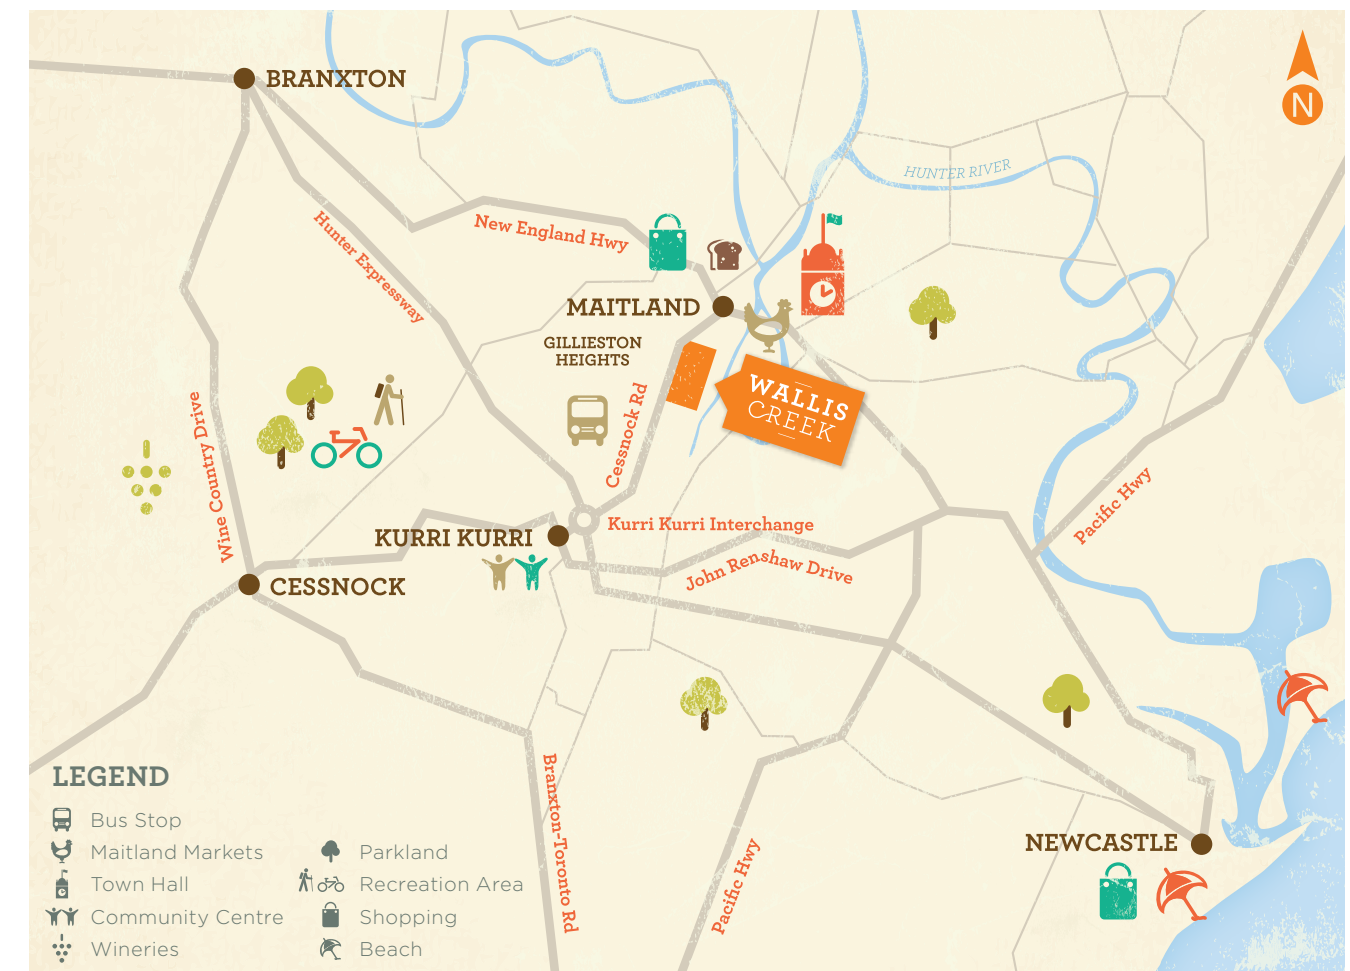 BRANXTON
N
HUNTER RIVER
New England Hwy
Hunter Expressway
MAITLAND
GILLIESTON
HEIGHTS
WALLIS
CREEK
Cessnock Rd
Wine Country Drive
Pacific Hwy
KURRI KURRI
Kurri Kurri Interchange
John Renshaw Drive
CESSNOCK
Branxton-Toronto Rd
Pacific Hwy
NEWCASTLE
LEGEND
Bus Stop
Maitland Markets
Town Hall
Community Centre
Wineries
Parkland
Recreation Area
Shopping
Beach